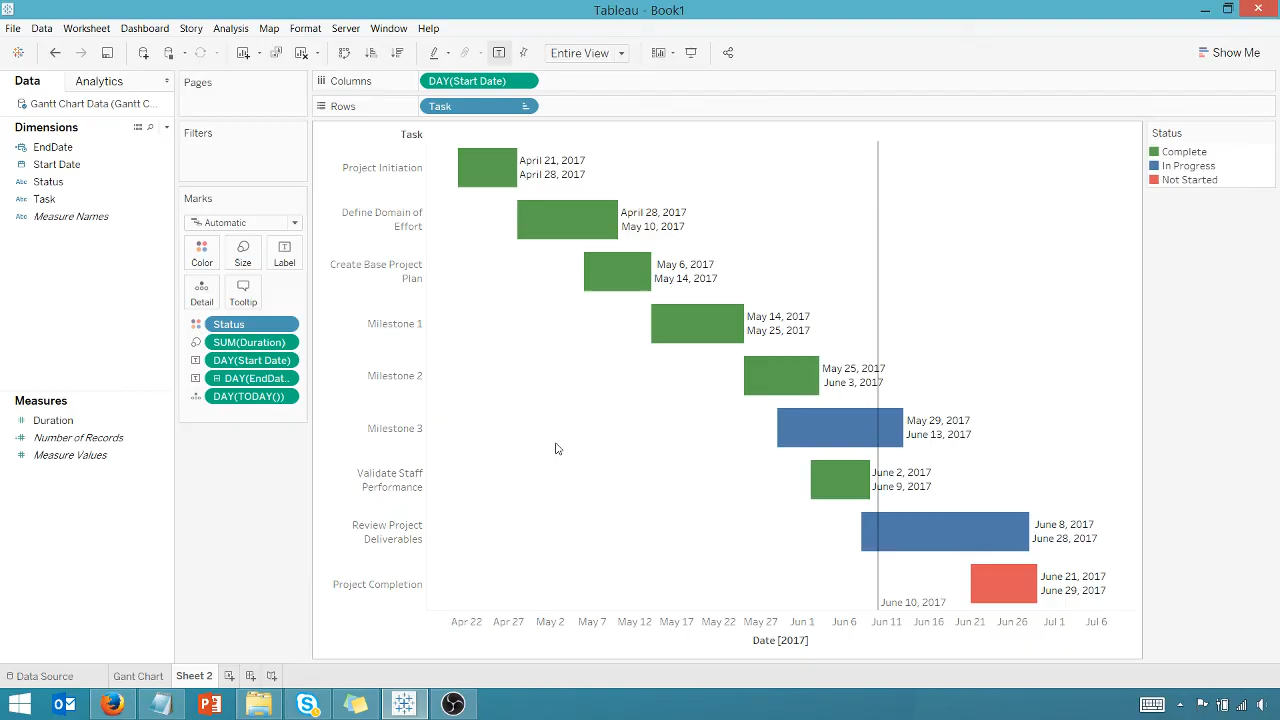 Tableau - Book1
File Data Worksheet Dashboard Story Analysis Map Format Server Window Help
Entire View
Show Me
Data Analytics
Gantt Chart Data (Gantt C...
Dimensions
EndDate
Start Date
Abc Status
Abc Task
Abc Measure Names
Measures
Duration
Number of Records
Measure Values
Pages
Filters
Marks
Automatic
Color Size Label
Detail Tooltip
Status
SUM(Duration)
DAY(Start Date)
DAY(EndDat..
DAY(TODAY())
Columns DAY(Start Date)
Rows Task
Task
Project Initiation
April 21, 2017
April 28, 2017
Define Domain of
Effort
April 28, 2017
May 10, 2017
Create Base Project
Plan
May 6, 2017
May 14, 2017
Milestone 1
May 14, 2017
May 25, 2017
Milestone 2
May 25, 2017
June 3, 2017
Milestone 3
May 29, 2017
June 13, 2017
Validate Staff
Performance
June 2, 2017
June 9, 2017
Review Project
Deliverables
June 8, 2017
June 28, 2017
Project Completion
June 21, 2017
June 29, 2017
June 10, 2017
Apr 22 Apr 27 May 2 May 7 May 12 May 17 May 22 May 27 Jun 1 Jun 6 Jun 11 Jun 16 Jun 21 Jun 26 Jul 1 Jul 6
Date [2017]
Status
Complete
In Progress
Not Started
Data Source Gantt Chart Sheet 2